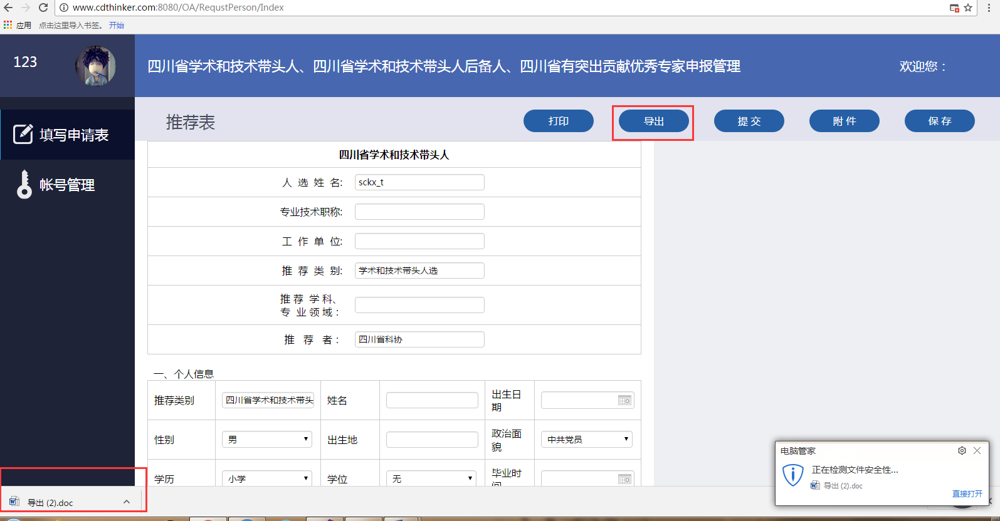 www.cdthinker.com:8080/OA/RequstPerson/Index
应用 点击这里导入书签。 开始
123
四川省学术和技术带头人、四川省学术和技术带头人后备人、四川省有突出贡献优秀专家申报管理
欢迎您：
填写申请表
帐号管理
推荐表
打印 导出 提 交 附 件 保 存
四川省学术和技术带头人
人 选 姓 名: sckx_t
专业技术职称:
工 作 单 位:
推 荐 类 别: 学术和技术带头人选
推 荐 学 科、
专 业 领 域：
推 荐 者： 四川省科协
一、个人信息
推荐类别 四川省学术和技术带头 姓名 出生日
期
性别 男 出生地 政治面
貌 中共党员
学历 小学 学位 无 毕业时
间
电脑管家
正在检测文件安全性...
导出 (2).doc
直接打开
导出 (2).doc